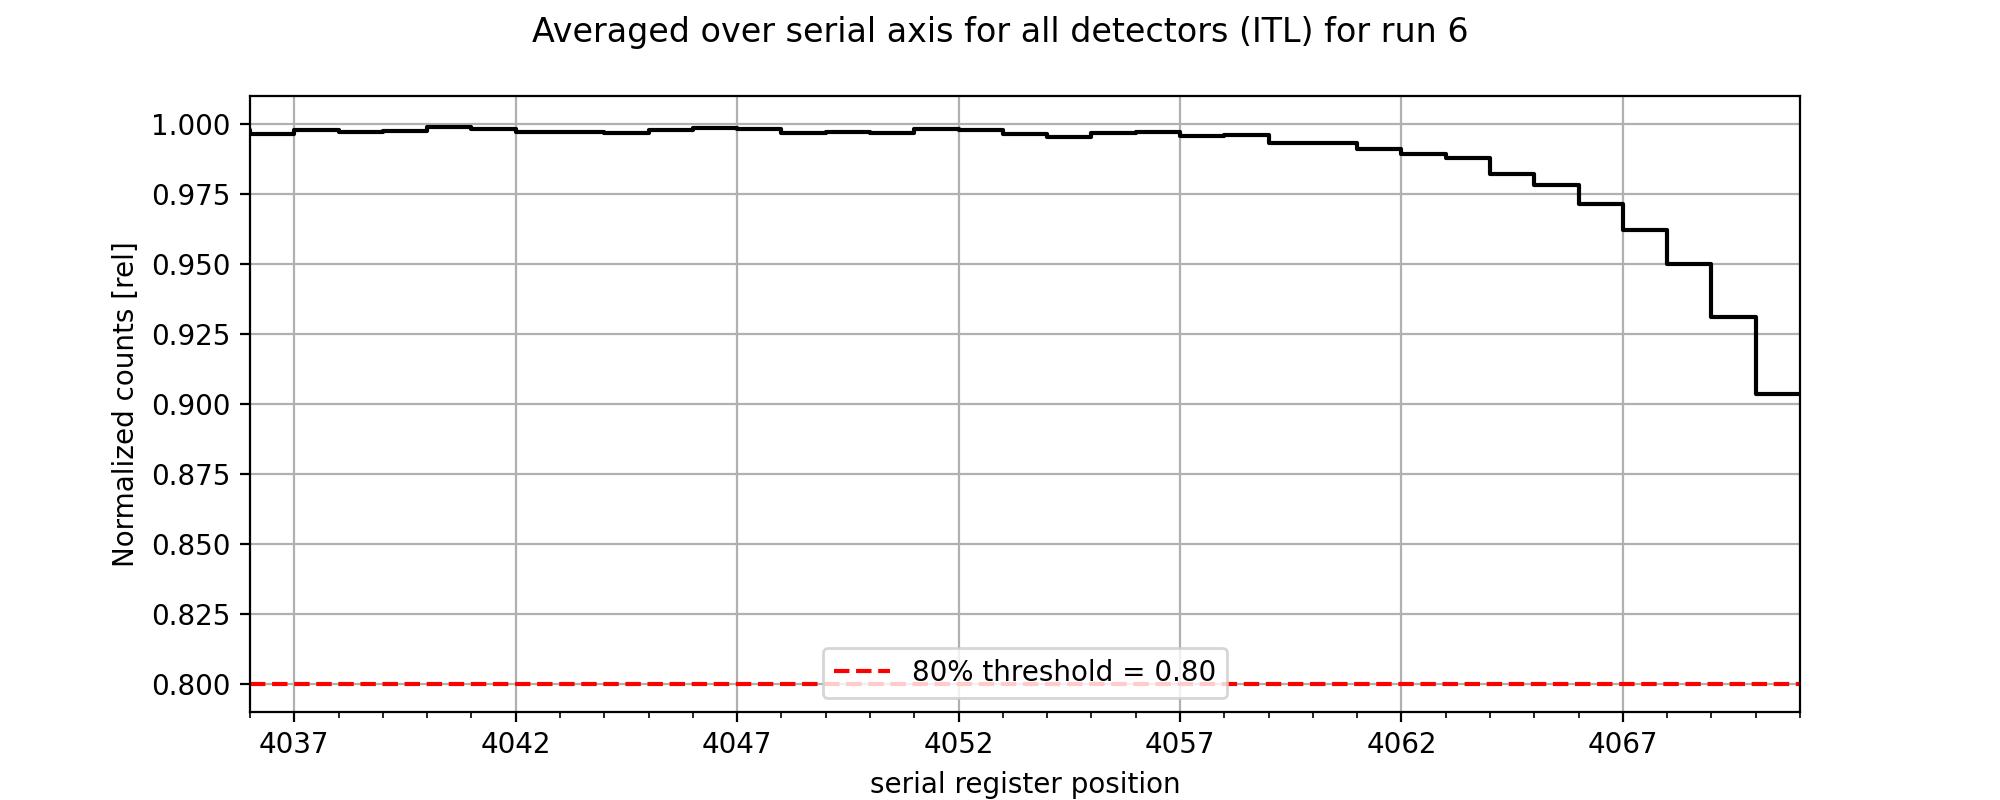 Averaged over serial axis for all detectors (ITL) for run 6
Normalized counts [rel]
1.000
0.975
0.950
0.925
0.900
0.875
0.850
0.825
0.800
80% threshold = 0.80
4037 4042 4047 4052 4057 4062 4067
serial register position